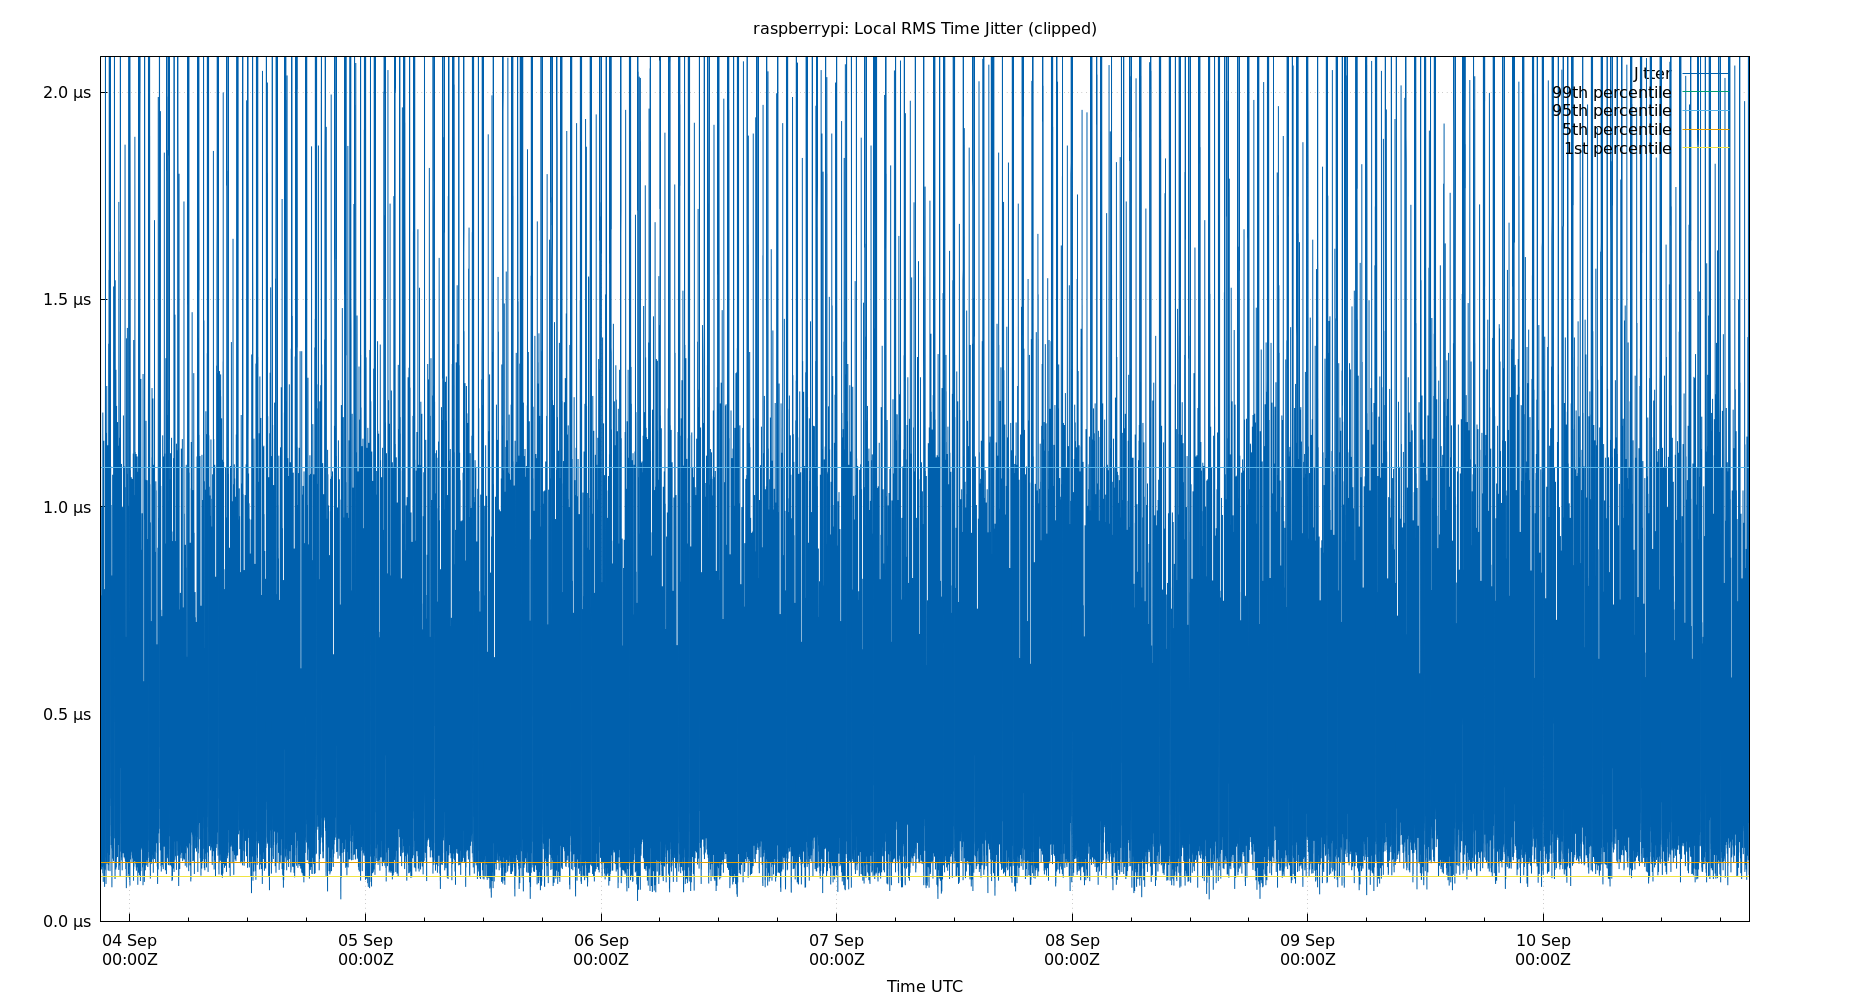 raspberrypi: Local RMS Time Jitter (clipped)
Jitter
99th percentile
95th percentile
5th percentile
1st percentile
2.0 µs
1.5 µs
1.0 µs
0.5 µs
0.0 µs
04 Sep 05 Sep 06 Sep 07 Sep 08 Sep 09 Sep 10 Sep
00:00Z 00:00Z 00:00Z 00:00Z 00:00Z 00:00Z 00:00Z
Time UTC